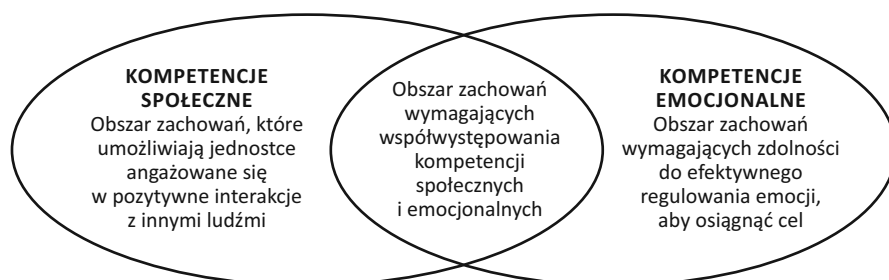 KOMPETENCJE
SPOŁECZNE
Obszar zachowań, które
umożliwiają jednostce
angażowane się
w pozytywne interakcje
z innymi ludźmi
Obszar zachowań
wymagających
współwystępowania
kompetencji
społecznych
i emocjonalnych
KOMPETENCJE
EMOCJONALNE
Obszar zachowań
wymagających zdolności
do efektywnego
regulowania emocji,
aby osiągnąć cel